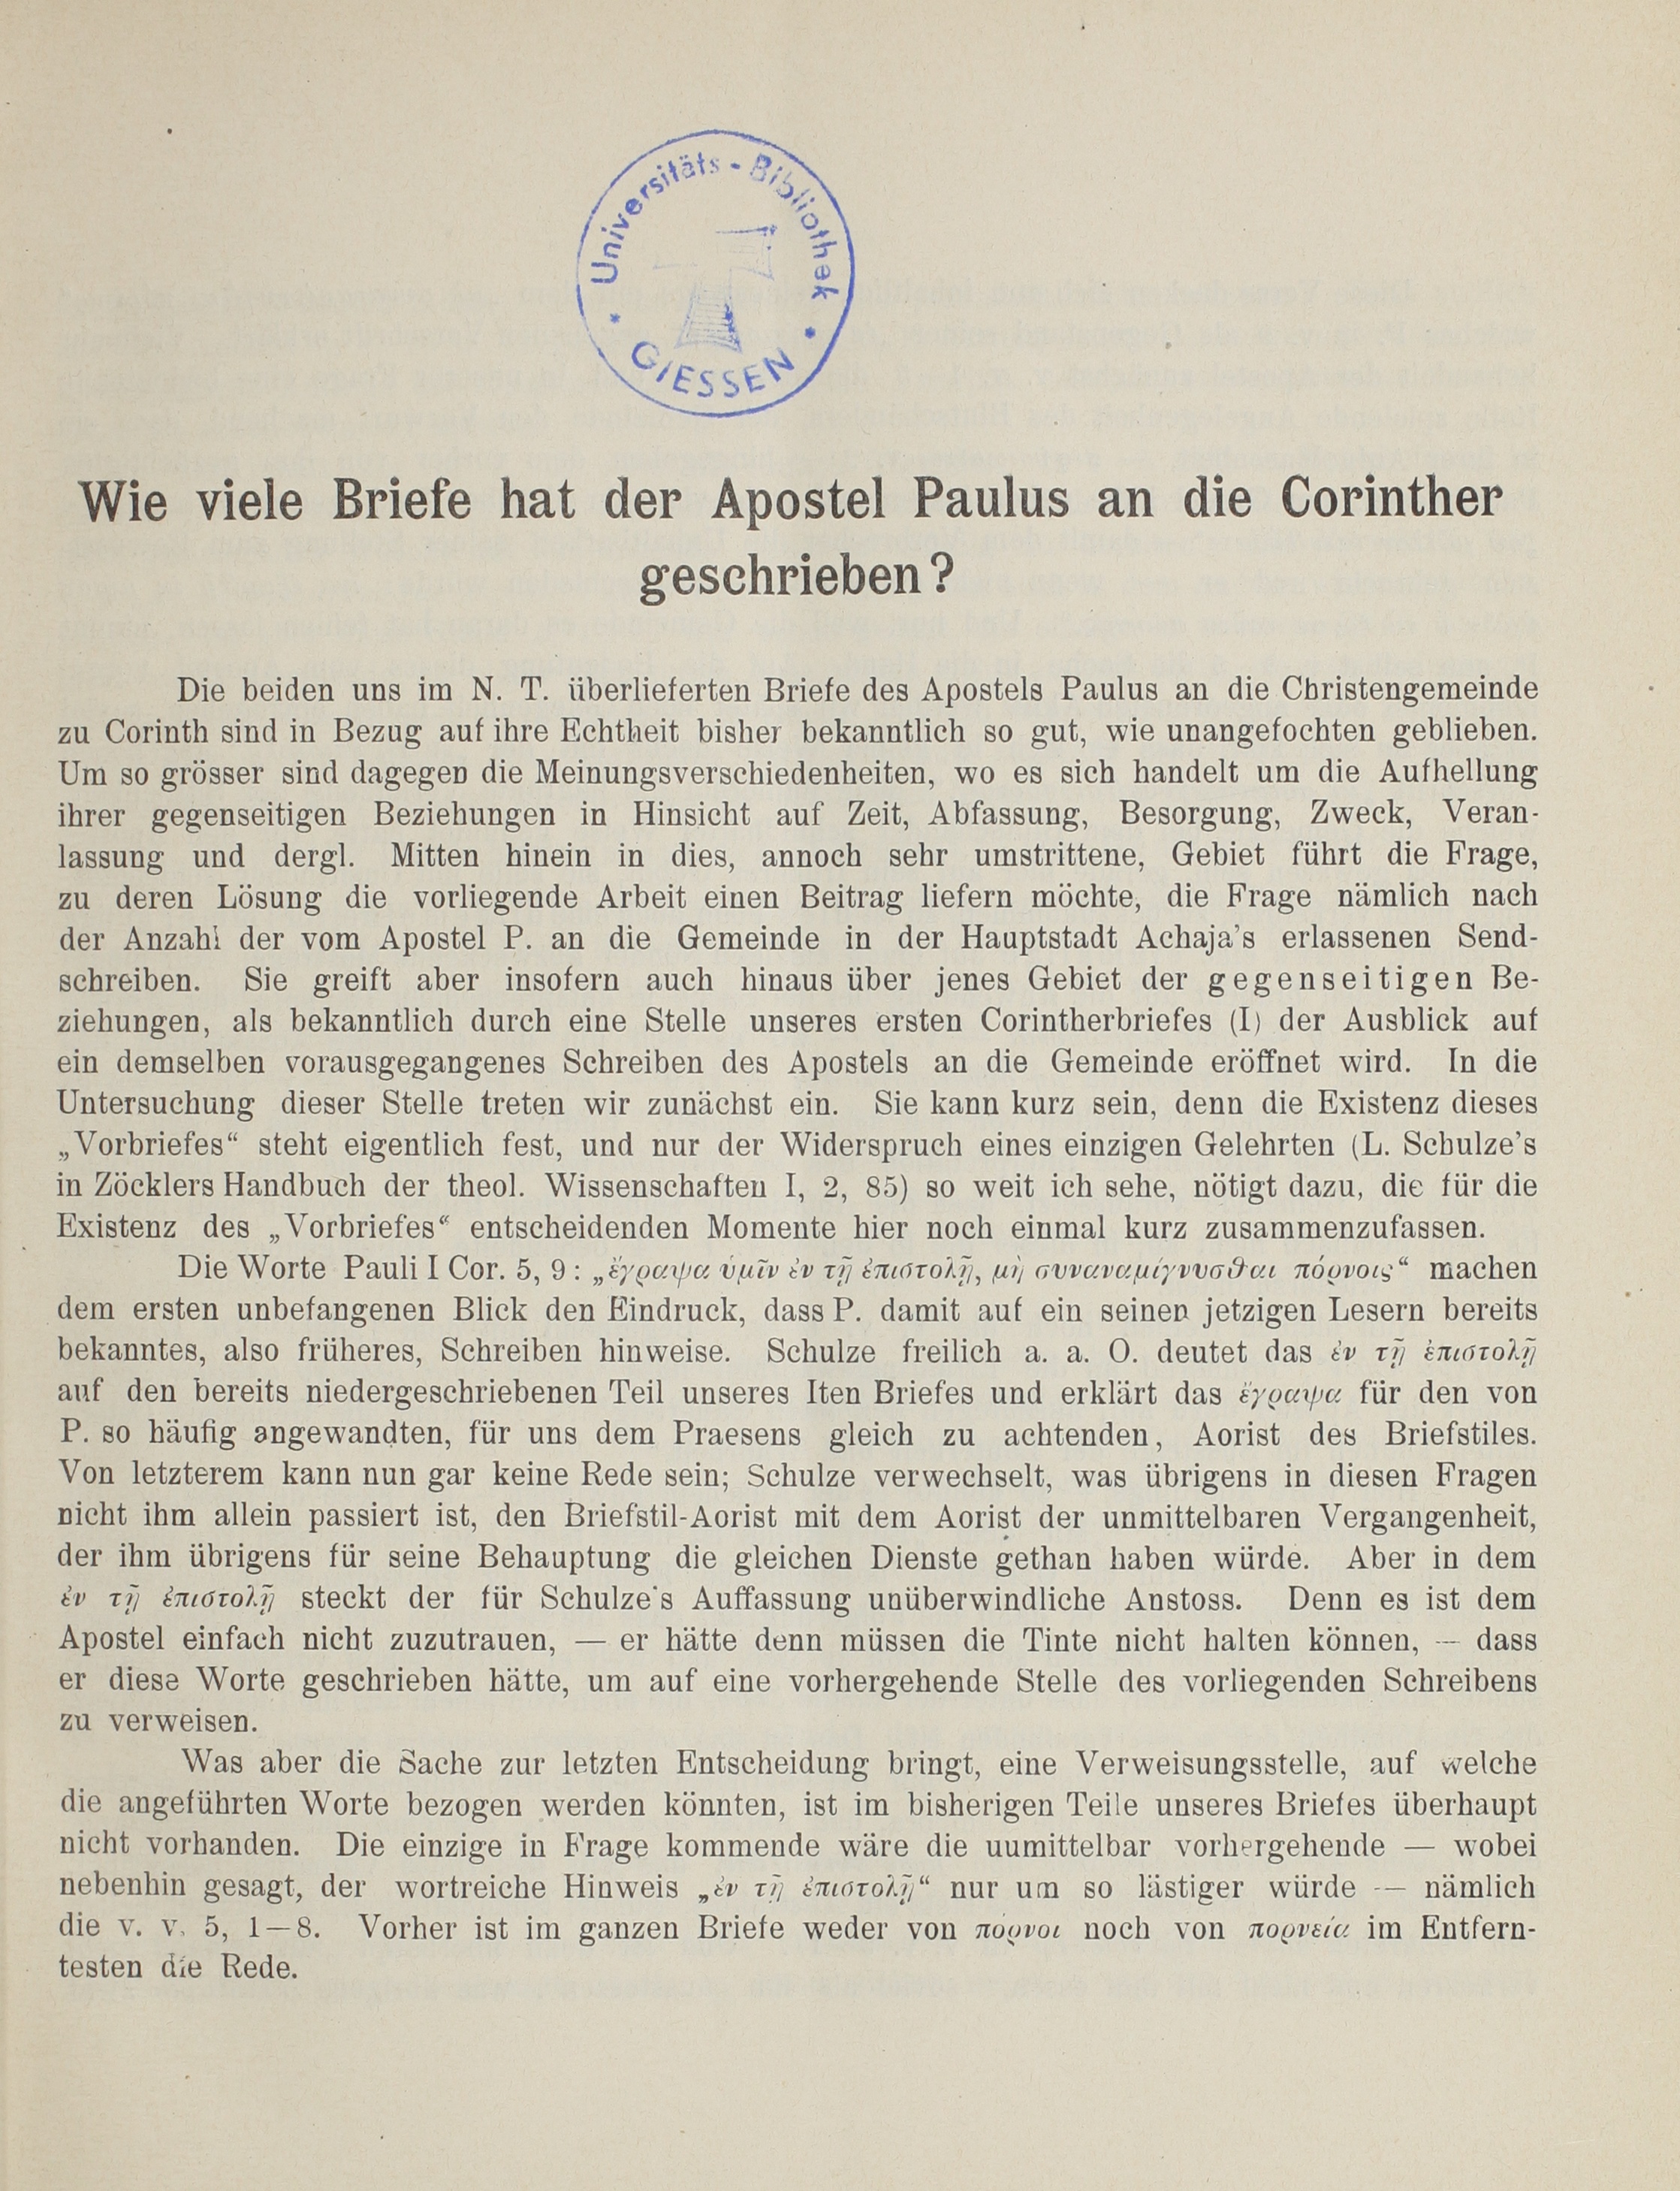 Universitäts-Bibliothek
* GIESSEN *
Wie viele Briefe hat der Apostel Paulus an die Corinther
geschrieben?
Die beiden uns im N. T. überlieferten Briefe des Apostels Paulus an die Christengemeinde
zu Corinth sind in Bezug auf ihre Echtheit bisher bekanntlich so gut, wie unangefochten geblieben.
Um so grösser sind dagegen die Meinungsverschiedenheiten, wo es sich handelt um die Aufhellung
ihrer gegenseitigen Beziehungen in Hinsicht auf Zeit, Abfassung, Besorgung, Zweck, Veran-
lassung und dergl. Mitten hinein in dies, annoch sehr umstrittene, Gebiet führt die Frage,
zu deren Lösung die vorliegende Arbeit einen Beitrag liefern möchte, die Frage nämlich nach
der Anzahl der vom Apostel P. an die Gemeinde in der Hauptstadt Achaja's erlassenen Send-
schreiben. Sie greift aber insofern auch hinaus über jenes Gebiet der gegenseitigen Be-
ziehungen, als bekanntlich durch eine Stelle unseres ersten Corintherbriefes (I) der Ausblick auf
ein demselben vorausgegangenes Schreiben des Apostels an die Gemeinde eröffnet wird. In die
Untersuchung dieser Stelle treten wir zunächst ein. Sie kann kurz sein, denn die Existenz dieses
„Vorbriefes“ steht eigentlich fest, und nur der Widerspruch eines einzigen Gelehrten (L. Schulze's
in Zöcklers Handbuch der theol. Wissenschaften I, 2, 85) so weit ich sehe, nötigt dazu, die für die
Existenz des „Vorbriefes“ entscheidenden Momente hier noch einmal kurz zusammenzufassen.
Die Worte Pauli I Cor. 5, 9: „ἔγραψα ὑμῖν ἐν τῇ ἐπιστολῇ, μὴ συναναμίγνυσθαι πόρνοις“ machen
dem ersten unbefangenen Blick den Eindruck, dass P. damit auf ein seinen jetzigen Lesern bereits
bekanntes, also früheres, Schreiben hinweise. Schulze freilich a. a. O. deutet das ἐν τῇ ἐπιστολῇ
auf den bereits niedergeschriebenen Teil unseres Iten Briefes und erklärt das ἔγραψα für den von
P. so häufig angewandten, für uns dem Praesens gleich zu achtenden, Aorist des Briefstiles.
Von letzterem kann nun gar keine Rede sein; Schulze verwechselt, was übrigens in diesen Fragen
nicht ihm allein passiert ist, den Briefstil-Aorist mit dem Aorist der unmittelbaren Vergangenheit,
der ihm übrigens für seine Behauptung die gleichen Dienste gethan haben würde. Aber in dem
ἐν τῇ ἐπιστολῇ steckt der für Schulze's Auffassung unüberwindliche Anstoss. Denn es ist dem
Apostel einfach nicht zuzutrauen, — er hätte denn müssen die Tinte nicht halten können, — dass
er diese Worte geschrieben hätte, um auf eine vorhergehende Stelle des vorliegenden Schreibens
zu verweisen.
Was aber die Sache zur letzten Entscheidung bringt, eine Verweisungsstelle, auf welche
die angeführten Worte bezogen werden könnten, ist im bisherigen Teile unseres Briefes überhaupt
nicht vorhanden. Die einzige in Frage kommende wäre die uumittelbar vorhergehende — wobei
nebenhin gesagt, der wortreiche Hinweis „ἐν τῇ ἐπιστολῇ“ nur um so lästiger würde — nämlich
die v. v. 5, 1—8. Vorher ist im ganzen Briefe weder von πόρνοι noch von πορνεία im Entfern-
testen die Rede.